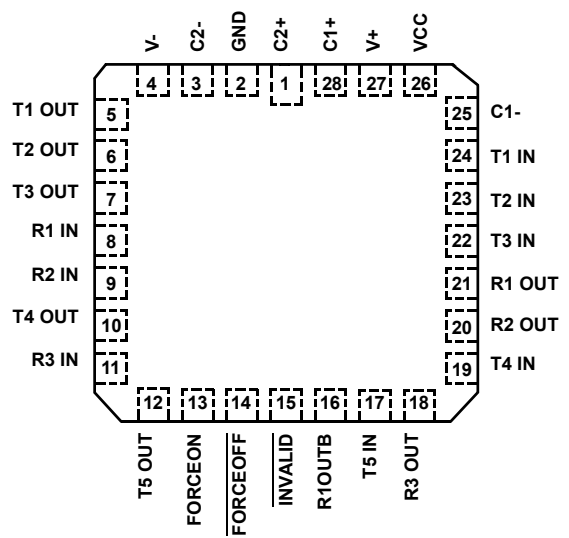 V-
C2-
GND
C2+
C1+
V+
VCC
4
3
2
1
28
27
26
T1 OUT
5
T2 OUT
6
T3 OUT
7
R1 IN
8
R2 IN
9
T4 OUT
10
R3 IN
11
25
C1-
24
T1 IN
23
T2 IN
22
T3 IN
21
R1 OUT
20
R2 OUT
19
T4 IN
12
13
14
15
16
17
18
T5 OUT
FORCEON
FORCEOFF
INVALID
R1OUTB
T5 IN
R3 OUT